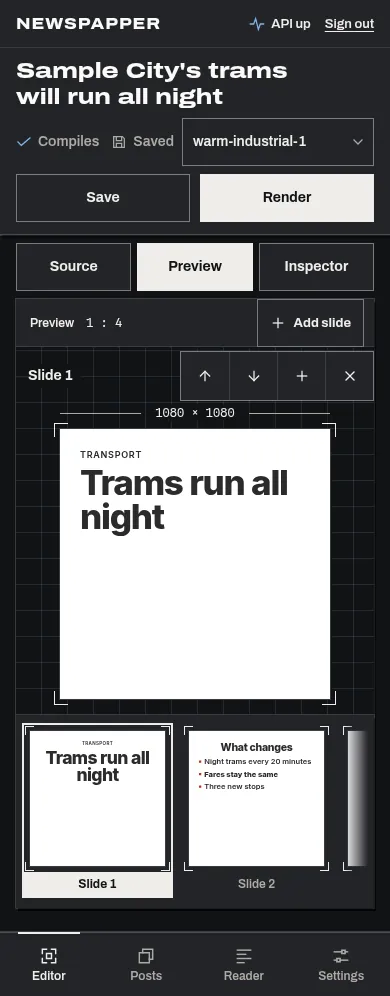 NEWSPAPPER
API up
Sign out
Sample City's trams
will run all night
Compiles
Saved
warm-industrial-1
Save
Render
Source
Preview
Inspector
Preview 1 : 4
Add slide
Slide 1
1080 × 1080
TRANSPORT
Trams run all
night
TRANSPORT
Trams run all
night
Slide 1
What changes
• Night trams every 20 minutes
• Fares stay the same
• Three new stops
Slide 2
Editor
Posts
Reader
Settings